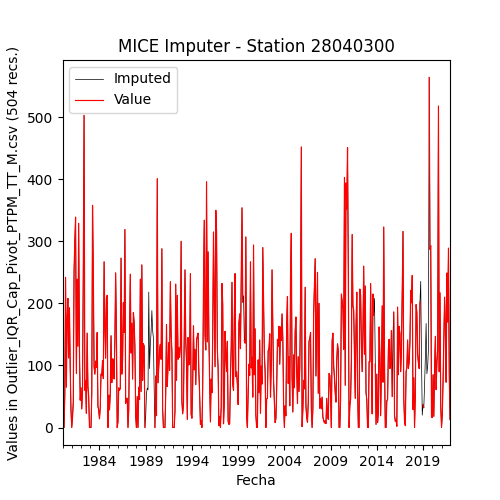 MICE Imputer - Station 28040300
Imputed
Value
Values in Outlier_IQR_Cap_Pivot_PTPM_TT_M.csv (504 recs.)
500
400
300
200
100
0
1984 1989 1994 1999 2004 2009 2014 2019
Fecha